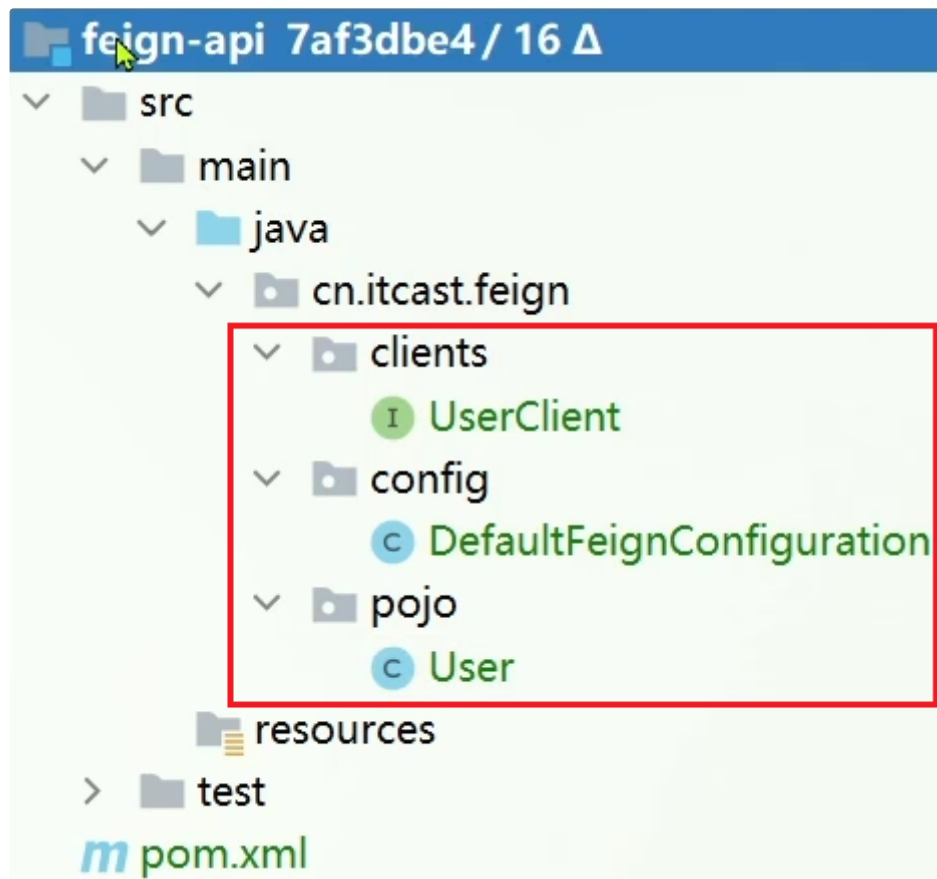 feign-api 7af3dbe4 / 16 Δ
src
main
java
cn.itcast.feign
clients
I UserClient
config
C DefaultFeignConfiguration
pojo
C User
resources
test
m pom.xml